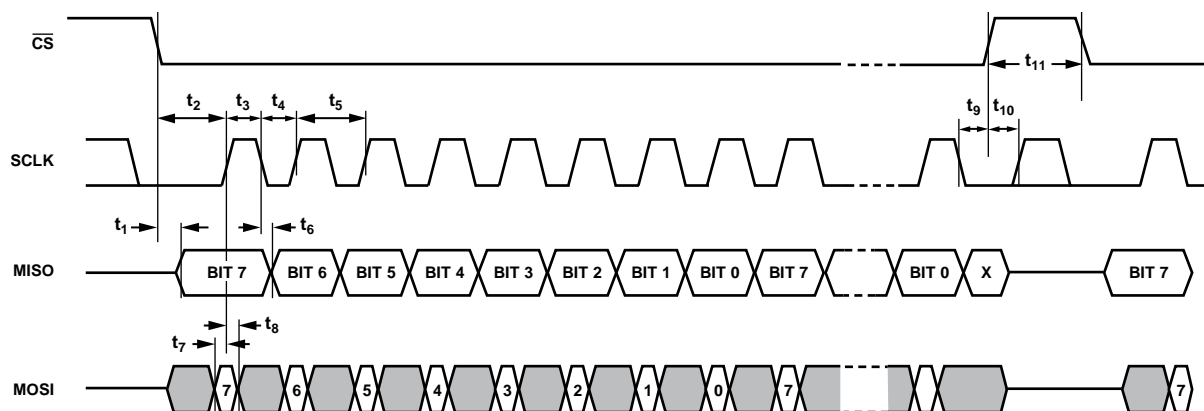 CS
t11
t2 t3 t4 t5 t9 t10
SCLK
t1 t6
MISO BIT 7 BIT 6 BIT 5 BIT 4 BIT 3 BIT 2 BIT 1 BIT 0 BIT 7 BIT 0 X BIT 7
t8
t7
MOSI 7 6 5 4 3 2 1 0 7 7